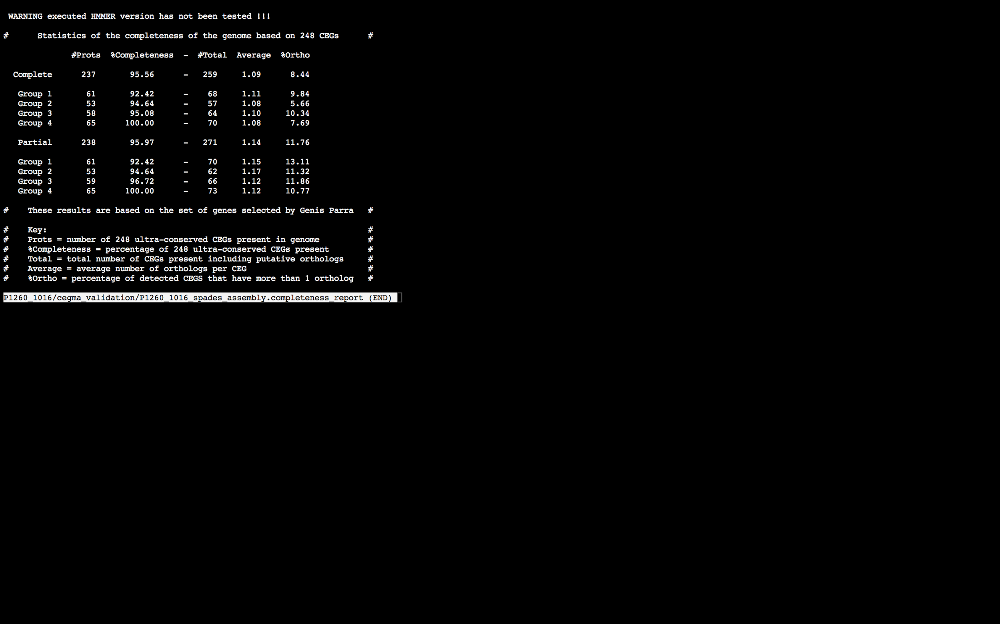 WARNING executed HMMER version has not been tested !!!
# Statistics of the completeness of the genome based on 248 CEGs #
#Prots %Completeness - #Total Average %Ortho
Complete 237 95.56 - 259 1.09 8.44
Group 1 61 92.42 - 68 1.11 9.84
Group 2 53 94.64 - 57 1.08 5.66
Group 3 58 95.08 - 64 1.10 10.34
Group 4 65 100.00 - 70 1.08 7.69
Partial 238 95.97 - 271 1.14 11.76
Group 1 61 92.42 - 70 1.15 13.11
Group 2 53 94.64 - 62 1.17 11.32
Group 3 59 96.72 - 66 1.12 11.86
Group 4 65 100.00 - 73 1.12 10.77
# These results are based on the set of genes selected by Genis Parra #
# Key: #
# Prots = number of 248 ultra-conserved CEGs present in genome #
# %Completeness = percentage of 248 ultra-conserved CEGs present #
# Total = total number of CEGs present including putative orthologs #
# Average = average number of orthologs per CEG #
# %Ortho = percentage of detected CEGS that have more than 1 ortholog #
P1260_1016/cegma_validation/P1260_1016_spades_assembly.completeness_report (END)